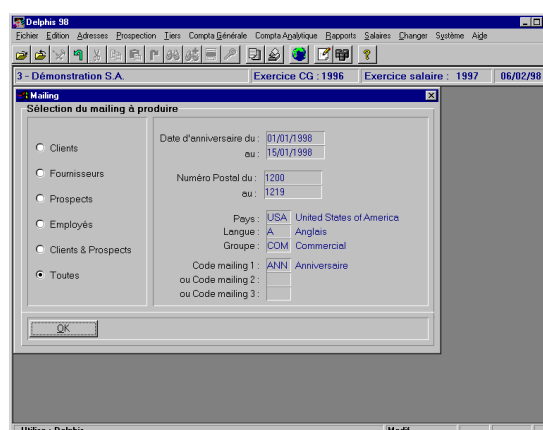 Delphis 98
Fichier Edition Adresses Prospection Tiers Compta Générale Compta Analytique Rapports Salaires Changer Système Aide
3 - Démonstration S.A. Exercice CG : 1996 Exercice salaire : 1997 06/02/98
Mailing
Sélection du mailing à produire
Clients
Fournisseurs
Prospects
Employés
Clients & Prospects
Toutes
Date d'anniversaire du : 01/01/1998
au : 15/01/1998
Numéro Postal du : 1200
au : 1219
Pays : USA United States of America
Langue : A Anglais
Groupe : COM Commercial
Code mailing 1 : ANN Anniversaire
ou Code mailing 2 :
ou Code mailing 3 :
OK